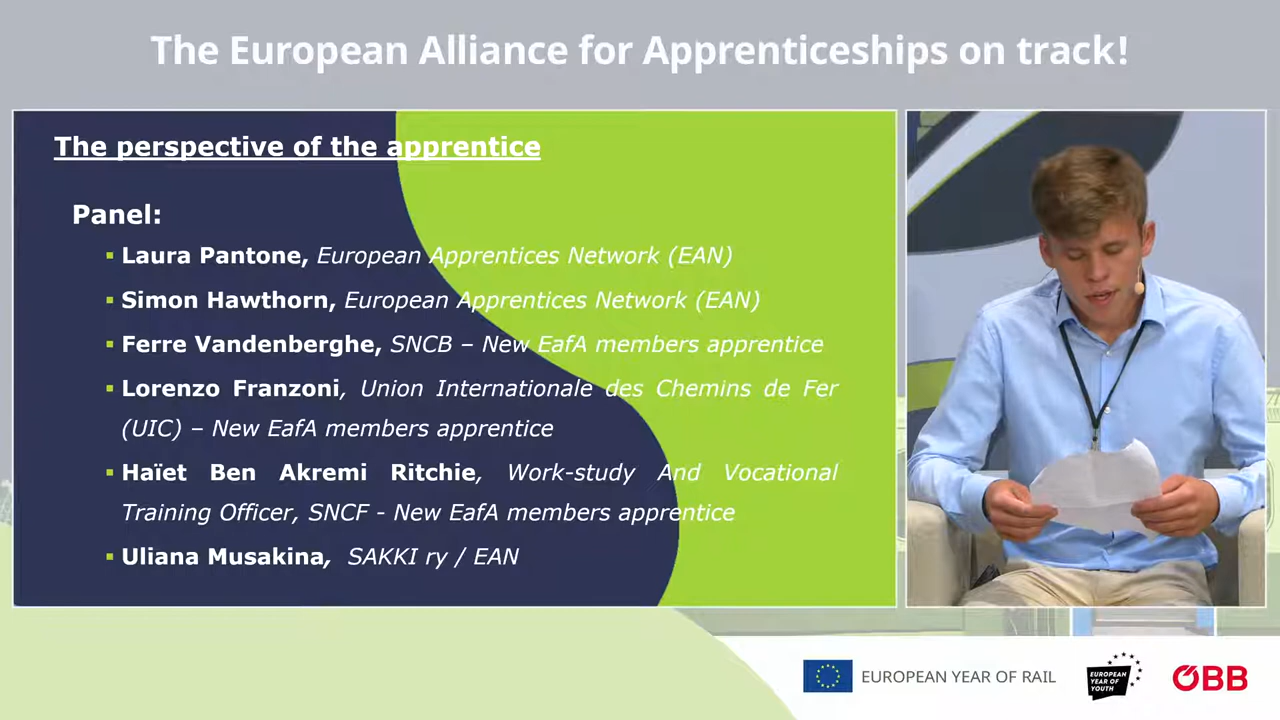 The European Alliance for Apprenticeships on track!
The perspective of the apprentice
Panel:
▪ Laura Pantone, European Apprentices Network (EAN)
▪ Simon Hawthorn, European Apprentices Network (EAN)
▪ Ferre Vandenberghe, SNCB – New EafA members apprentice
▪ Lorenzo Franzoni, Union Internationale des Chemins de Fer
(UIC) – New EafA members apprentice
▪ Haïet Ben Akremi Ritchie, Work-study And Vocational
Training Officer, SNCF - New EafA members apprentice
▪ Uliana Musakina, SAKKI ry / EAN
EUROPEAN YEAR OF RAIL
EUROPEAN
YEAR OF
YOUTH
ÖBB